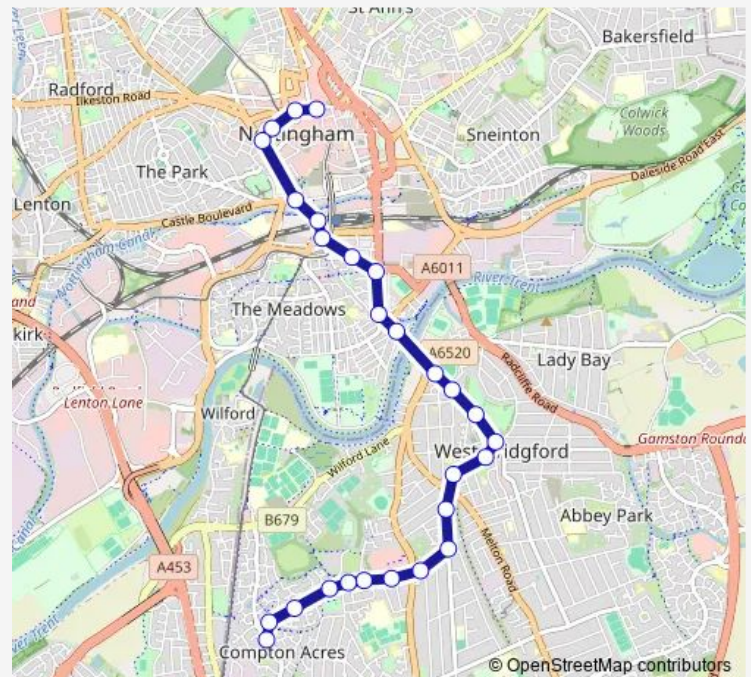 St Ann's
Bakersfield
Radford
Ilkeston Road
Colwick
Woods
Nottingham
Sneinton
The Park
Daleside Road East
Lenton
Castle Boulevard
Nottingham Canal
A6011
River Trent
The Meadows
kirk
A6520
Lady Bay
Radcliffe Road
Lenton Lane
Wilford
West Bridgford
Gamston Rounda
Wilford Lane
B679
Abbey Park
Melton Road
A453
Compton Acres
© OpenStreetMap contributors